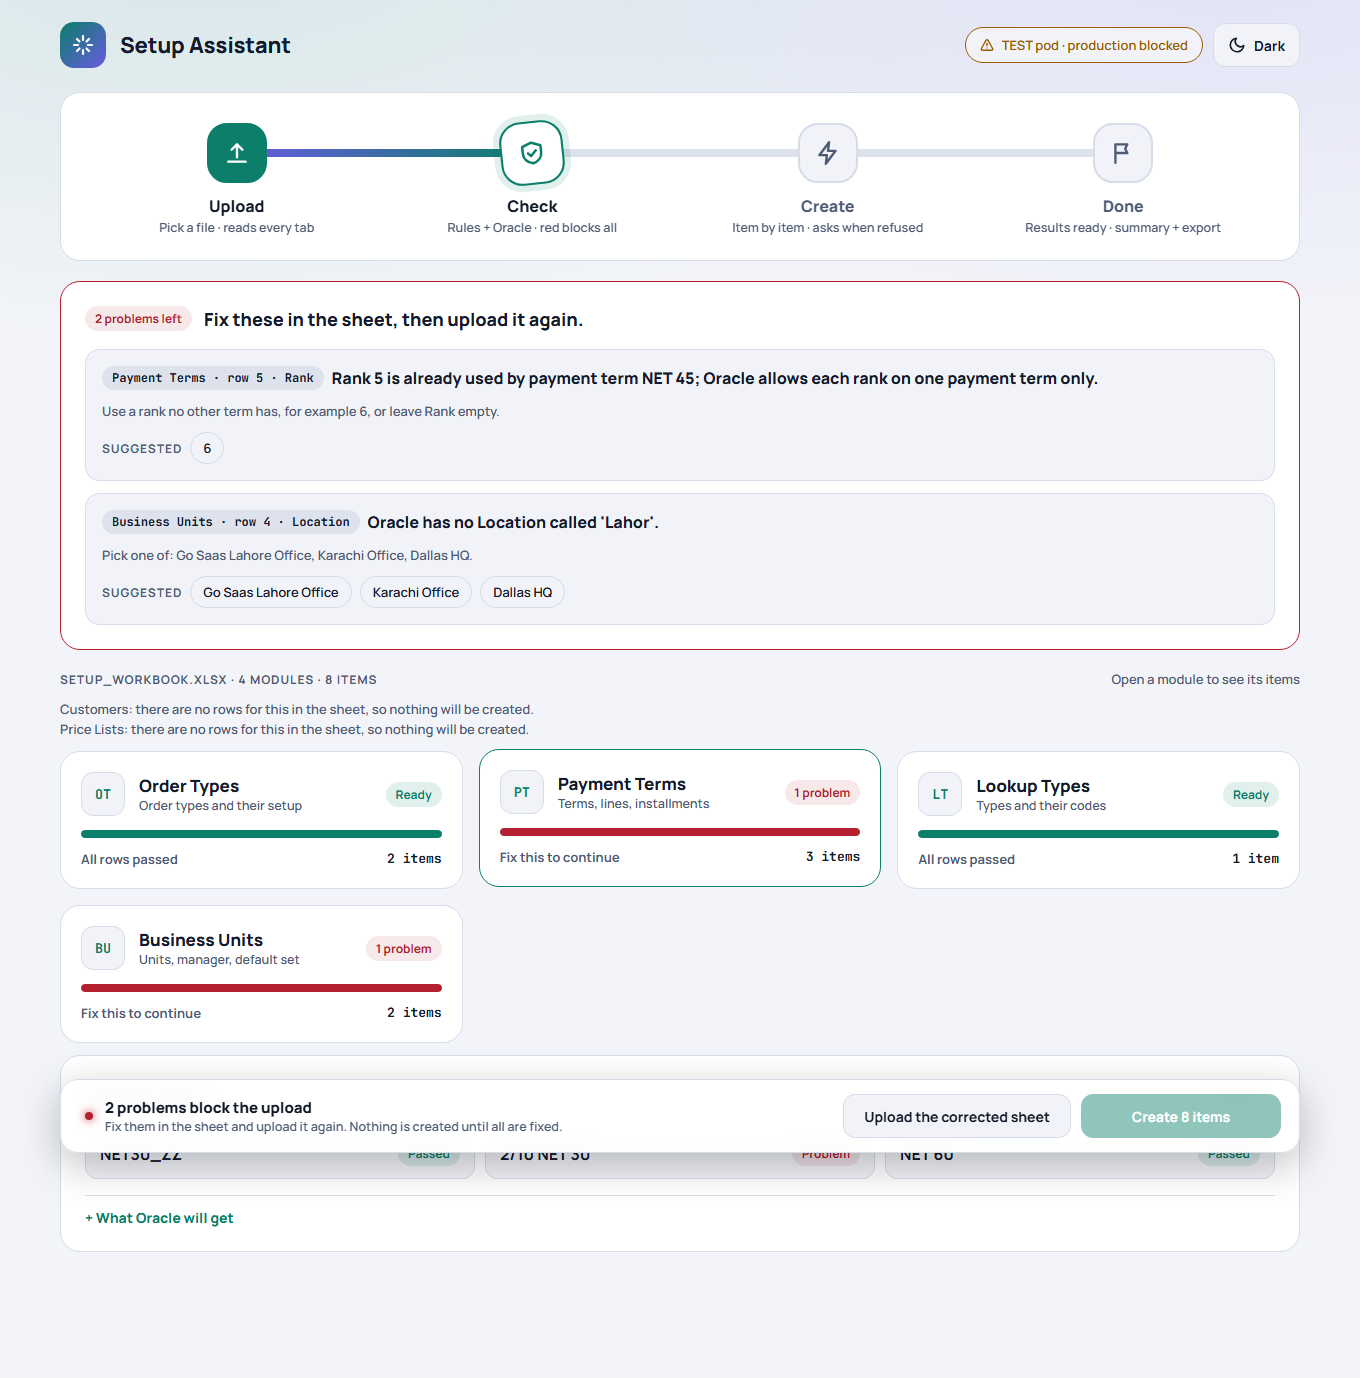 Setup Assistant
TEST pod · production blocked
Dark
Upload
Pick a file · reads every tab
Check
Rules + Oracle · red blocks all
Create
Item by item · asks when refused
Done
Results ready · summary + export
2 problems left
Fix these in the sheet, then upload it again.
Payment Terms · row 5 · Rank
Rank 5 is already used by payment term NET 45; Oracle allows each rank on one payment term only.
Use a rank no other term has, for example 6, or leave Rank empty.
SUGGESTED
6
Business Units · row 4 · Location
Oracle has no Location called 'Lahor'.
Pick one of: Go Saas Lahore Office, Karachi Office, Dallas HQ.
SUGGESTED
Go Saas Lahore Office
Karachi Office
Dallas HQ
SETUP_WORKBOOK.XLSX · 4 MODULES · 8 ITEMS
Open a module to see its items
Customers: there are no rows for this in the sheet, so nothing will be created.
Price Lists: there are no rows for this in the sheet, so nothing will be created.
OT
Order Types
Order types and their setup
Ready
All rows passed
2 items
PT
Payment Terms
Terms, lines, installments
1 problem
Fix this to continue
3 items
LT
Lookup Types
Types and their codes
Ready
All rows passed
1 item
BU
Business Units
Units, manager, default set
1 problem
Fix this to continue
2 items
2 problems block the upload
Fix them in the sheet and upload it again. Nothing is created until all are fixed.
Upload the corrected sheet
Create 8 items
NET30_ZZ
Passed
2/10 NET 30
Problem
NET 60
Passed
+ What Oracle will get